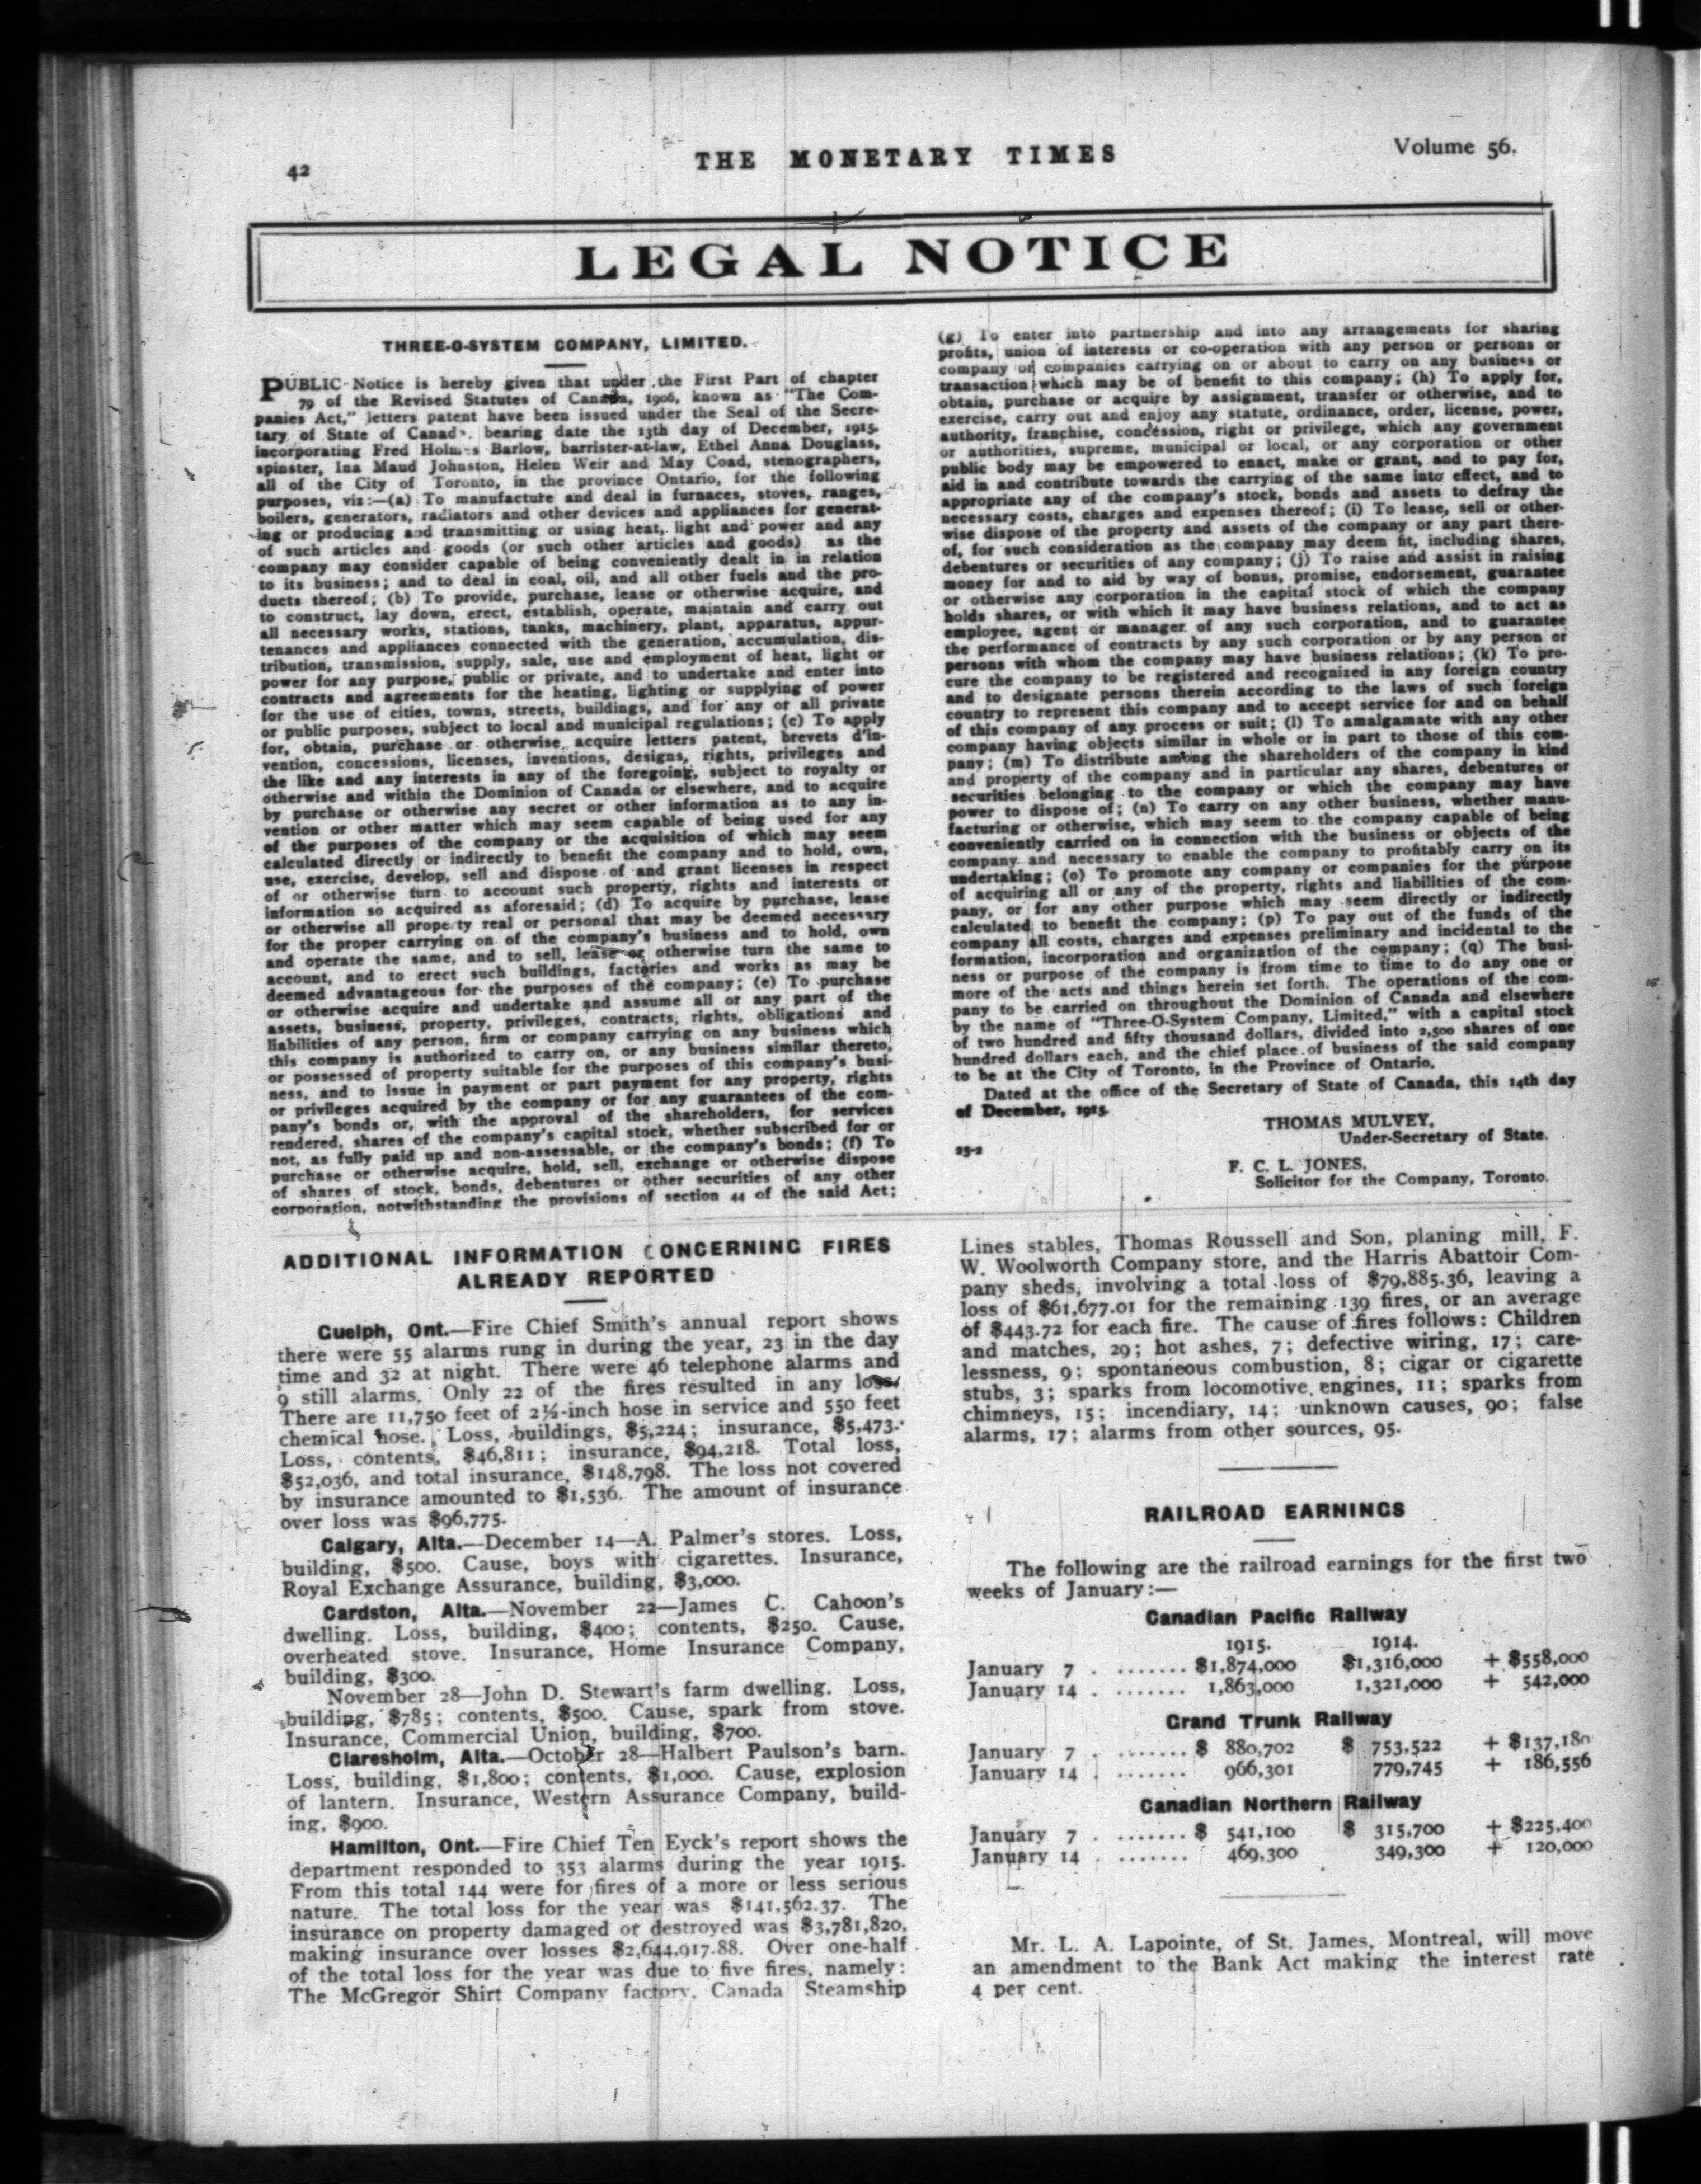 42
THE MONETARY TIMES
Volume 56.
LEGAL NOTICE
THREE-O-SYSTEM COMPANY, LIMITED.
PUBLIC Notice is hereby given that under the First Part of chapter
79 of the Revised Statutes of Canada, 1906, known as "The Com-
panies Act," letters patent have been issued under the Seal of the Secre-
tary of State of Canada, bearing date the 13th day of December, 1915,
incorporating Fred Holmes Barlow, barrister-at-law, Ethel Anna Douglass,
spinster, Ina Maud Johnston, Helen Weir and May Coad, stenographers,
all of the City of Toronto, in the province Ontario, for the following
purposes, viz:—(a) To manufacture and deal in furnaces, stoves, ranges,
boilers, generators, radiators and other devices and appliances for generat-
ing or producing and transmitting or using heat, light and power and any
of such articles and goods (or such other articles and goods) as the
company may consider capable of being conveniently dealt in in relation
to its business; and to deal in coal, oil, and all other fuels and the pro-
ducts thereof; (b) To provide, purchase, lease or otherwise acquire, and
to construct, lay down, erect, establish, operate, maintain and carry out
all necessary works, stations, tanks, machinery, plant, apparatus, appur-
tenances and appliances connected with the generation, accumulation, dis-
tribution, transmission, supply, sale, use and employment of heat, light or
power for any purpose, public or private, and to undertake and enter into
contracts and agreements for the heating, lighting or supplying of power
for the use of cities, towns, streets, buildings, and for any or all private
or public purposes, subject to local and municipal regulations; (c) To apply
for, obtain, purchase or otherwise acquire letters patent, brevets d'in-
vention, concessions, licenses, inventions, designs, rights, privileges and
the like and any interests in any of the foregoing, subject to royalty or
otherwise and within the Dominion of Canada or elsewhere, and to acquire
by purchase or otherwise any secret or other information as to any in-
vention or other matter which may seem capable of being used for any
of the purposes of the company or the acquisition of which may seem
calculated directly or indirectly to benefit the company and to hold, own,
use, exercise, develop, sell and dispose of and grant licenses in respect
of or otherwise turn to account such property, rights and interests or
information so acquired as aforesaid; (d) To acquire by purchase, lease
or otherwise all property real or personal that may be deemed necessary
for the proper carrying on of the company's business and to hold, own
and operate the same, and to sell, lease or otherwise turn the same to
account, and to erect such buildings, factories and works as may be
deemed advantageous for the purposes of the company; (e) To purchase
or otherwise acquire and undertake and assume all or any part of the
assets, business, property, privileges, contracts, rights, obligations and
liabilities of any person, firm or company carrying on any business which
this company is authorized to carry on, or any business similar thereto,
or possessed of property suitable for the purposes of this company's busi-
ness, and to issue in payment or part payment for any property, rights
or privileges acquired by the company or for any guarantees of the com-
pany's bonds or, with the approval of the shareholders, for services
rendered, shares of the company's capital stock, whether subscribed for or
not, as fully paid up and non-assessable, or the company's bonds; (f) To
purchase or otherwise acquire, hold, sell, exchange or otherwise dispose
of shares of stock, bonds, debentures or other securities of any other
corporation, notwithstanding the provisions of section 44 of the said Act;
(g) To enter into partnership and into any arrangements for sharing
profits, union of interests or co-operation with any person or persons or
company or companies carrying on or about to carry on any business or
transaction which may be of benefit to this company; (h) To apply for,
obtain, purchase or acquire by assignment, transfer or otherwise, and to
exercise, carry out and enjoy any statute, ordinance, order, license, power,
authority, franchise, concession, right or privilege, which any government
or authorities, supreme, municipal or local, or any corporation or other
public body may be empowered to enact, make or grant, and to pay for,
aid in and contribute towards the carrying of the same into effect, and to
appropriate any of the company's stock, bonds and assets to defray the
necessary costs, charges and expenses thereof; (i) To lease, sell or other-
wise dispose of the property and assets of the company or any part there-
of, for such consideration as the company may deem fit, including shares,
debentures or securities of any company; (j) To raise and assist in raising
money for and to aid by way of bonus, promise, endorsement, guarantee
or otherwise any corporation in the capital stock of which the company
holds shares, or with which it may have business relations, and to act as
employee, agent or manager of any such corporation, and to guarantee
the performance of contracts by any such corporation or by any person or
persons with whom the company may have business relations; (k) To pro-
cure the company to be registered and recognized in any foreign country
and to designate persons therein according to the laws of such foreign
country to represent this company and to accept service for and on behalf
of this company of any process or suit; (l) To amalgamate with any other
company having objects similar in whole or in part to those of this com-
pany; (m) To distribute among the shareholders of the company in kind
and property of the company and in particular any shares, debentures or
securities belonging to the company or which the company may have
power to dispose of; (n) To carry on any other business, whether manu-
facturing or otherwise, which may seem to the company capable of being
conveniently carried on in connection with the business or objects of the
company and necessary to enable the company to profitably carry on its
undertaking; (o) To promote any company or companies for the purpose
of acquiring all or any of the property, rights and liabilities of the com-
pany, or for any other purpose which may seem directly or indirectly
calculated to benefit the company; (p) To pay out of the funds of the
company all costs, charges and expenses preliminary and incidental to the
formation, incorporation and organization of the company; (q) The busi-
ness or purpose of the company is from time to time to do any one or
more of the acts and things herein set forth. The operations of the com-
pany to be carried on throughout the Dominion of Canada and elsewhere
by the name of "Three-O-System Company, Limited," with a capital stock
of two hundred and fifty thousand dollars, divided into 2,500 shares of one
hundred dollars each, and the chief place of business of the said company
to be at the City of Toronto, in the Province of Ontario.
Dated at the office of the Secretary of State of Canada, this 14th day
of December, 1915.
THOMAS MULVEY,
Under-Secretary of State.
25-2
F. C. L. JONES,
Solicitor for the Company, Toronto.
ADDITIONAL INFORMATION CONCERNING FIRES
ALREADY REPORTED
Guelph, Ont.—Fire Chief Smith's annual report shows
there were 55 alarms rung in during the year, 23 in the day
time and 32 at night. There were 46 telephone alarms and
9 still alarms. Only 22 of the fires resulted in any loss.
There are 11,750 feet of 2½-inch hose in service and 550 feet
chemical hose. Loss, buildings, $5,224; insurance, $5,473.
Loss, contents, $46,811; insurance, $94,218. Total loss,
$52,036, and total insurance, $148,798. The loss not covered
by insurance amounted to $1,536. The amount of insurance
over loss was $96,775.
Calgary, Alta.—December 14—A. Palmer's stores. Loss,
building, $500. Cause, boys with cigarettes. Insurance,
Royal Exchange Assurance, building, $3,000.
Cardston, Alta.—November 22—James C. Cahoon's
dwelling. Loss, building, $400; contents, $250. Cause,
overheated stove. Insurance, Home Insurance Company,
building, $300.
November 28—John D. Stewart's farm dwelling. Loss,
building, $785; contents, $500. Cause, spark from stove.
Insurance, Commercial Union, building, $700.
Claresholm, Alta.—October 28—Halbert Paulson's barn.
Loss, building, $1,800; contents, $1,000. Cause, explosion
of lantern. Insurance, Western Assurance Company, build-
ing, $900.
Hamilton, Ont.—Fire Chief Ten Eyck's report shows the
department responded to 353 alarms during the year 1915.
From this total 144 were for fires of a more or less serious
nature. The total loss for the year was $141,562.37. The
insurance on property damaged or destroyed was $3,781,820,
making insurance over losses $2,644,917.88. Over one-half
of the total loss for the year was due to five fires, namely:
The McGregor Shirt Company factory, Canada Steamship
Lines stables, Thomas Roussell and Son, planing mill, F.
W. Woolworth Company store, and the Harris Abattoir Com-
pany sheds, involving a total loss of $79,885.36, leaving a
loss of $61,677.01 for the remaining 139 fires, or an average
of $443.72 for each fire. The cause of fires follows: Children
and matches, 29; hot ashes, 7; defective wiring, 17; care-
lessness, 9; spontaneous combustion, 8; cigar or cigarette
stubs, 3; sparks from locomotive engines, 11; sparks from
chimneys, 15; incendiary, 14; unknown causes, 90; false
alarms, 17; alarms from other sources, 95.
RAILROAD EARNINGS
The following are the railroad earnings for the first two
weeks of January:—
Canadian Pacific Railway
1915. 1914.
January 7 . ....... $1,874,000 $1,316,000 + $558,000
January 14 . ....... 1,863,000 1,321,000 + 542,000
Grand Trunk Railway
January 7 . ....... $ 880,702 $ 753,522 + $137,180
January 14 . ....... 966,301 779,745 + 186,556
Canadian Northern Railway
January 7 . ....... $ 541,100 $ 315,700 + $225,400
January 14 . ....... 469,300 349,300 + 120,000
Mr. L. A. Lapointe, of St. James, Montreal, will move
an amendment to the Bank Act making the interest rate
4 per cent.